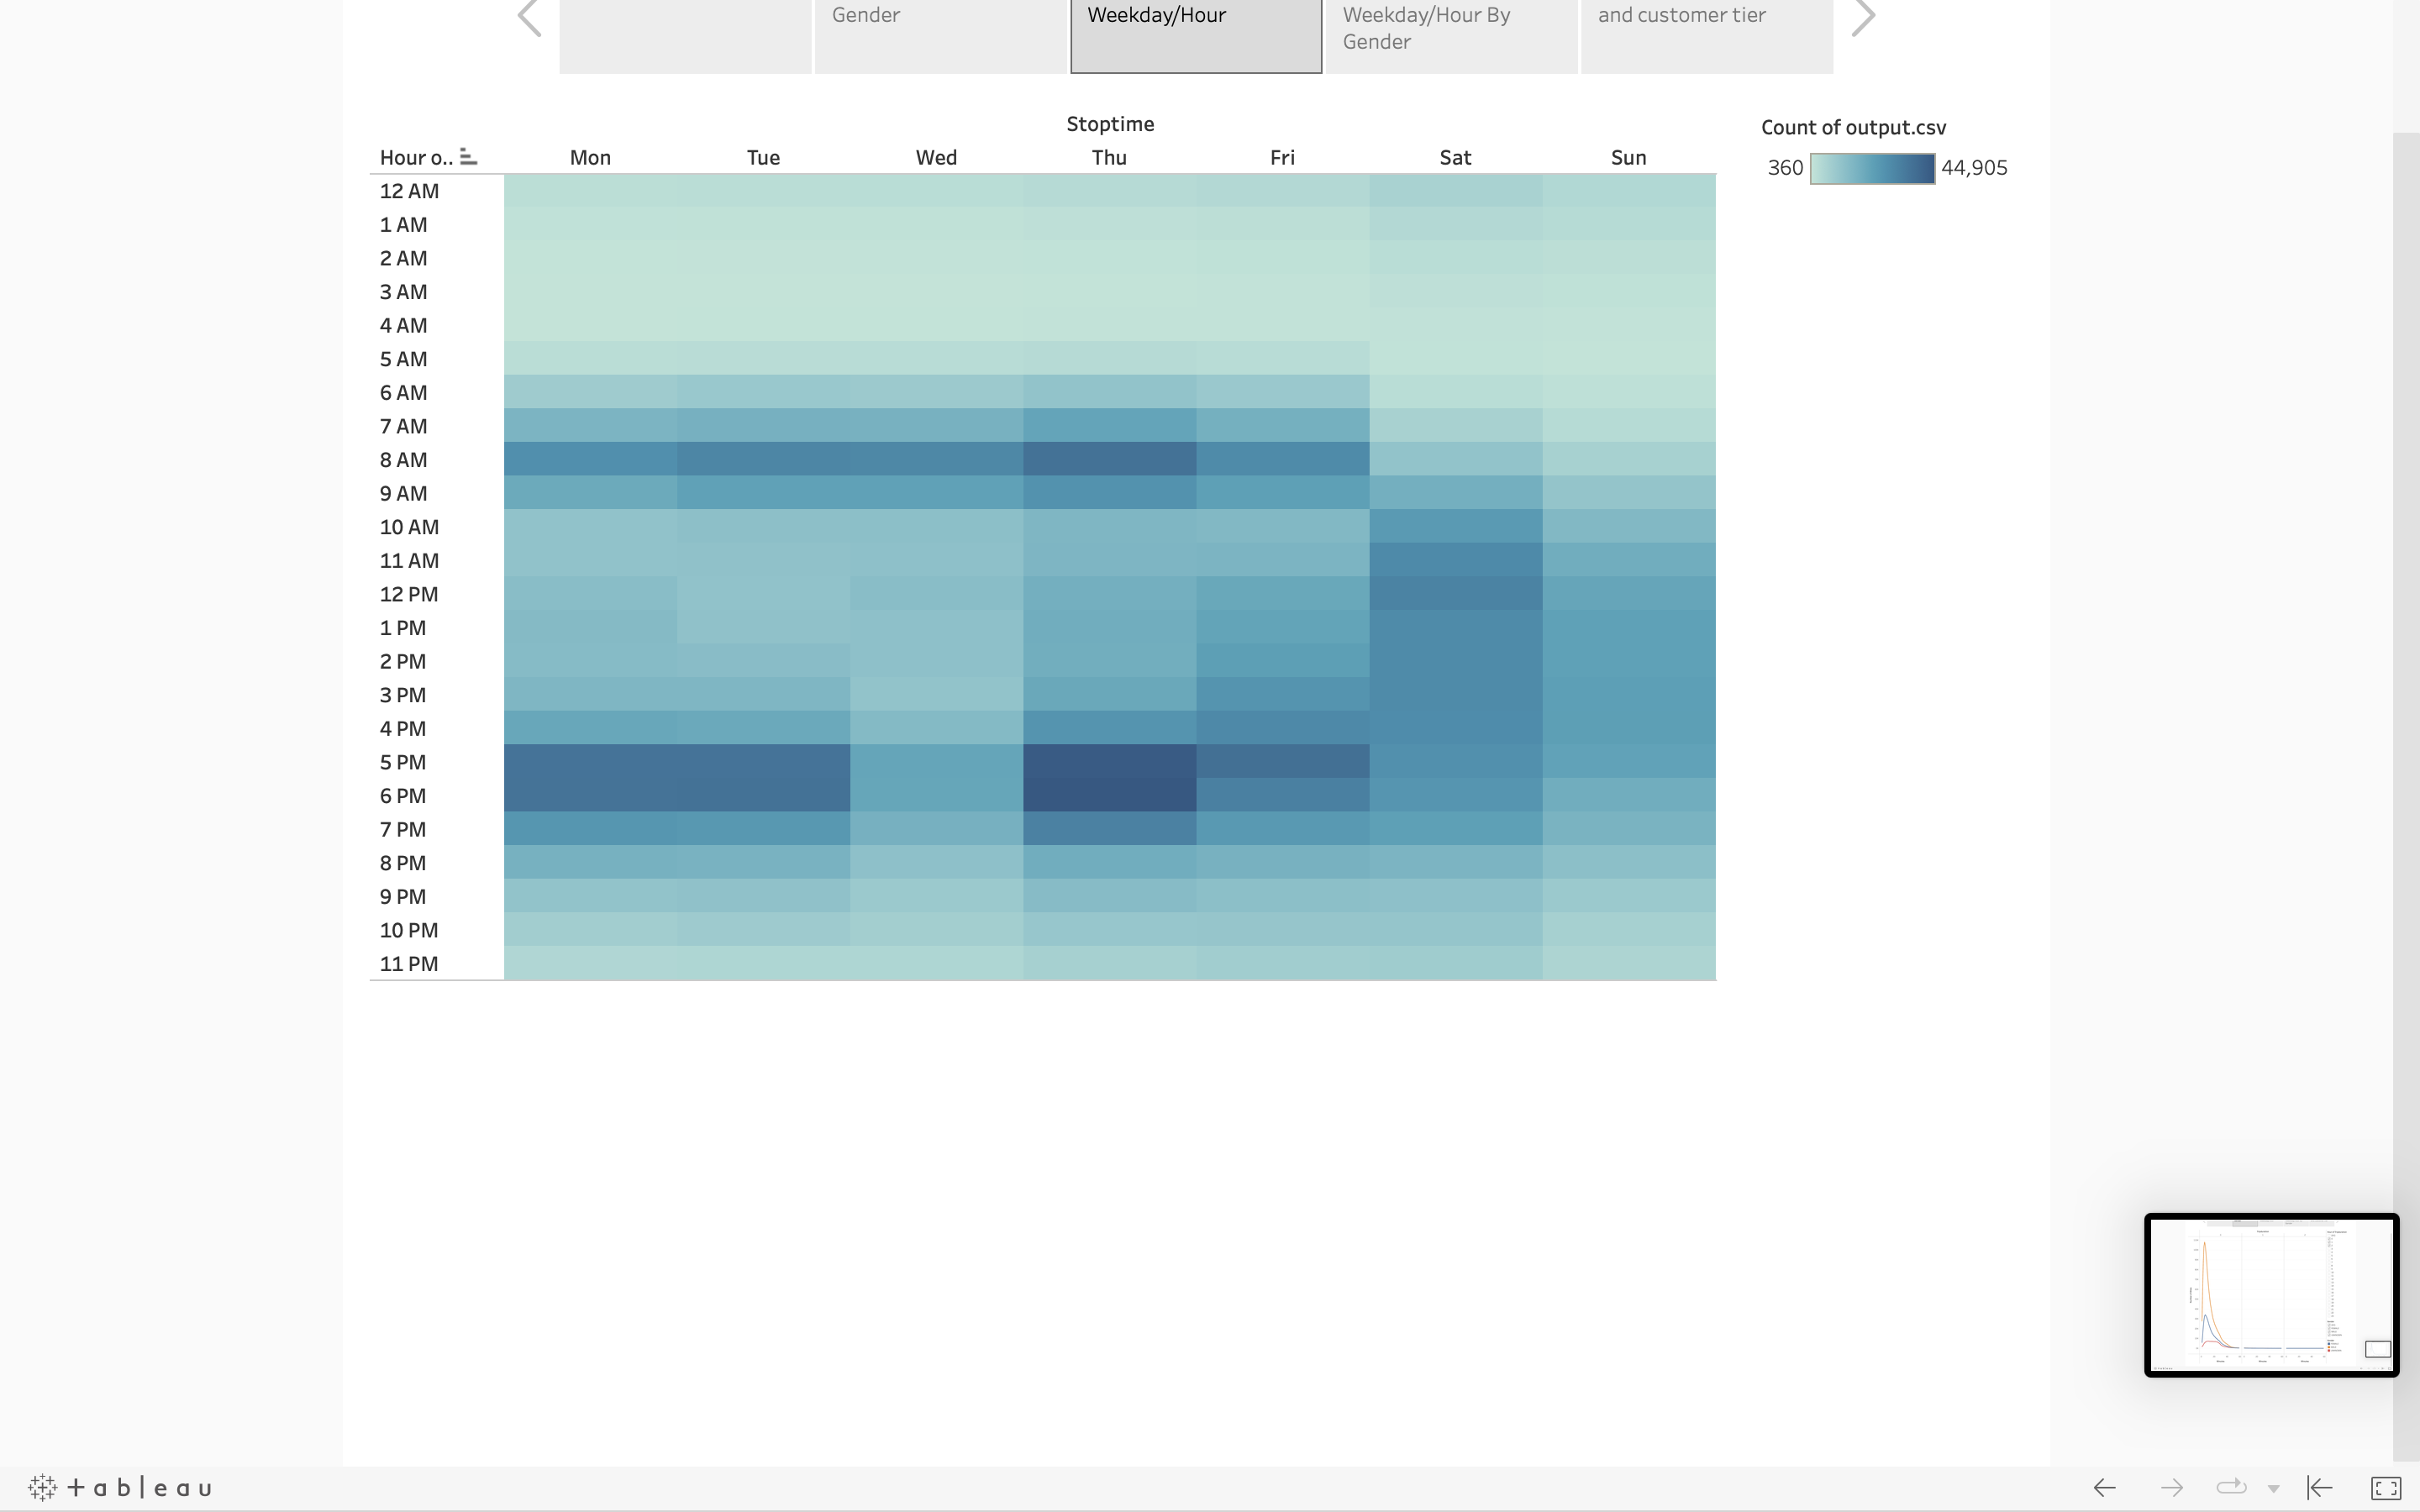 Gender
Weekday/Hour
Weekday/Hour By
Gender
and customer tier
Stoptime
Count of output.csv
360
44,905
Hour o..
Mon
Tue
Wed
Thu
Fri
Sat
Sun
12 AM
1 AM
2 AM
3 AM
4 AM
5 AM
6 AM
7 AM
8 AM
9 AM
10 AM
11 AM
12 PM
1 PM
2 PM
3 PM
4 PM
5 PM
6 PM
7 PM
8 PM
9 PM
10 PM
11 PM
+ a b l e a u